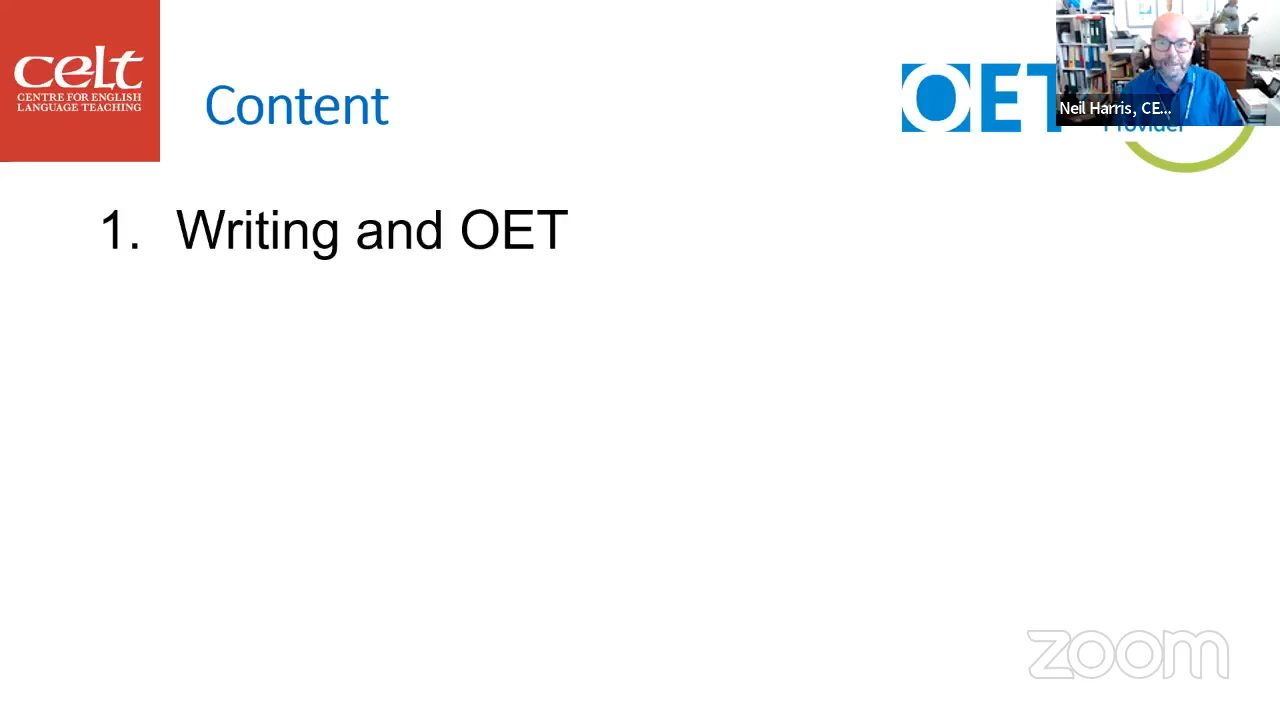 celt
CENTRE FOR ENGLISH
LANGUAGE TEACHING
Content
OET
Neil Harris, CE...
Provider
1. Writing and OET
zoom